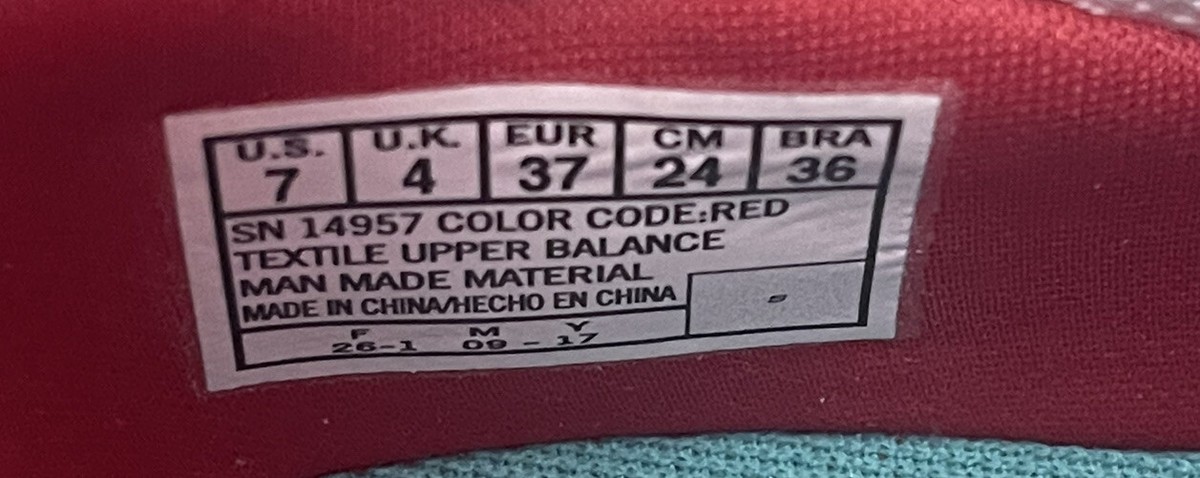 U.S. U.K. EUR CM BRA
7 4 37 24 36
SN 14957 COLOR CODE:RED
TEXTILE UPPER BALANCE
MAN MADE MATERIAL
MADE IN CHINA/HECHO EN CHINA
F M Y
26-1 09 - 17